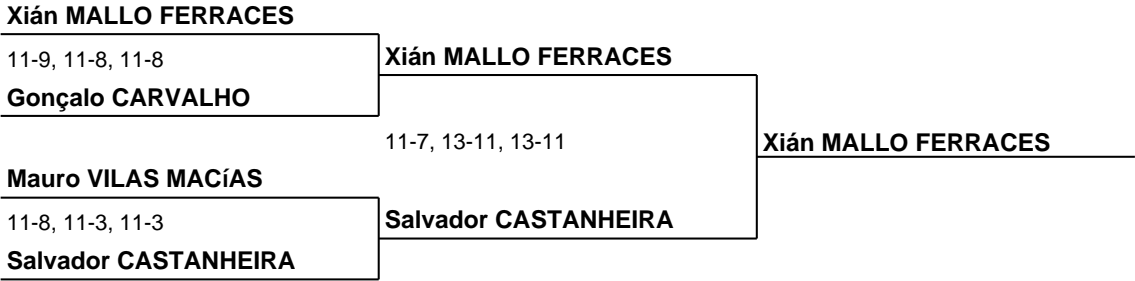 Xián MALLO FERRACES
11-9, 11-8, 11-8
Xián MALLO FERRACES
Gonçalo CARVALHO
11-7, 13-11, 13-11
Xián MALLO FERRACES
Mauro VILAS MACíAS
11-8, 11-3, 11-3
Salvador CASTANHEIRA
Salvador CASTANHEIRA